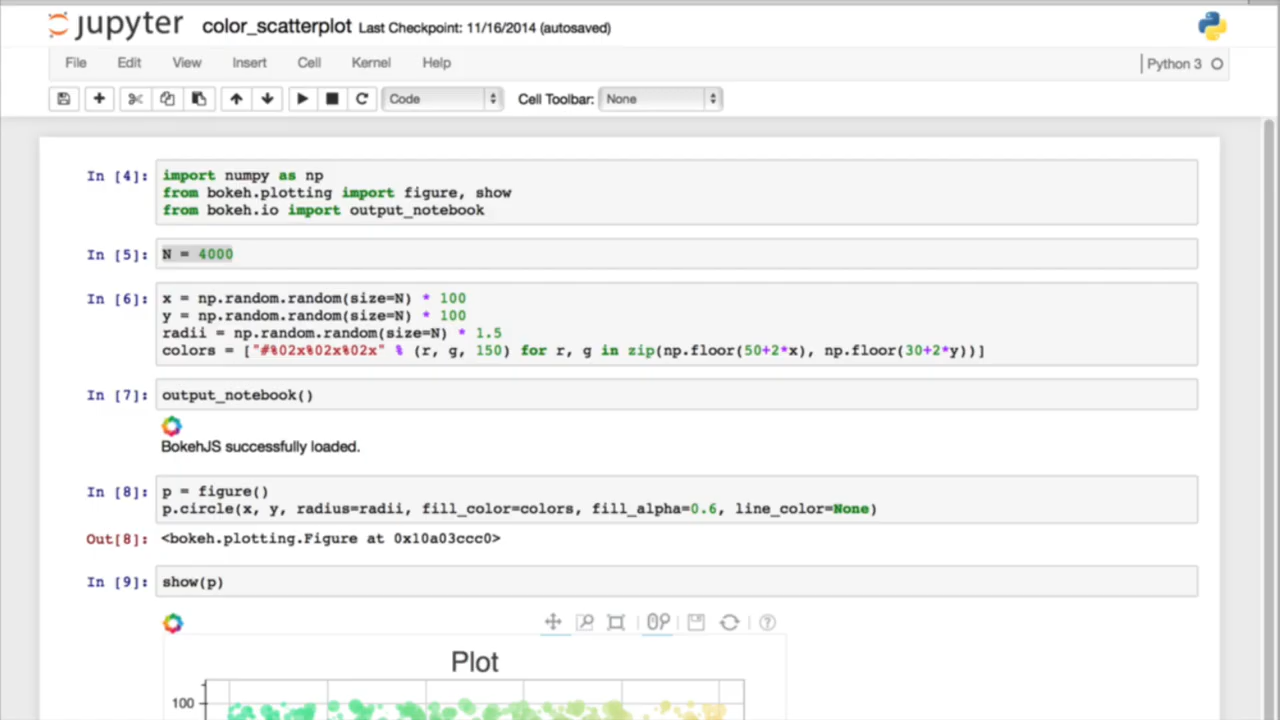 jupyter color_scatterplot Last Checkpoint: 11/16/2014 (autosaved)
File Edit View Insert Cell Kernel Help Python 3
Code Cell Toolbar: None
In [4]: import numpy as np
from bokeh.plotting import figure, show
from bokeh.io import output_notebook
In [5]: N = 4000
In [6]: x = np.random.random(size=N) * 100
y = np.random.random(size=N) * 100
radii = np.random.random(size=N) * 1.5
colors = ["#%02x%02x%02x" % (r, g, 150) for r, g in zip(np.floor(50+2*x), np.floor(30+2*y))]
In [7]: output_notebook()
BokehJS successfully loaded.
In [8]: p = figure()
p.circle(x, y, radius=radii, fill_color=colors, fill_alpha=0.6, line_color=None)
Out[8]: <bokeh.plotting.Figure at 0x10a03ccc0>
In [9]: show(p)
?
Plot
100